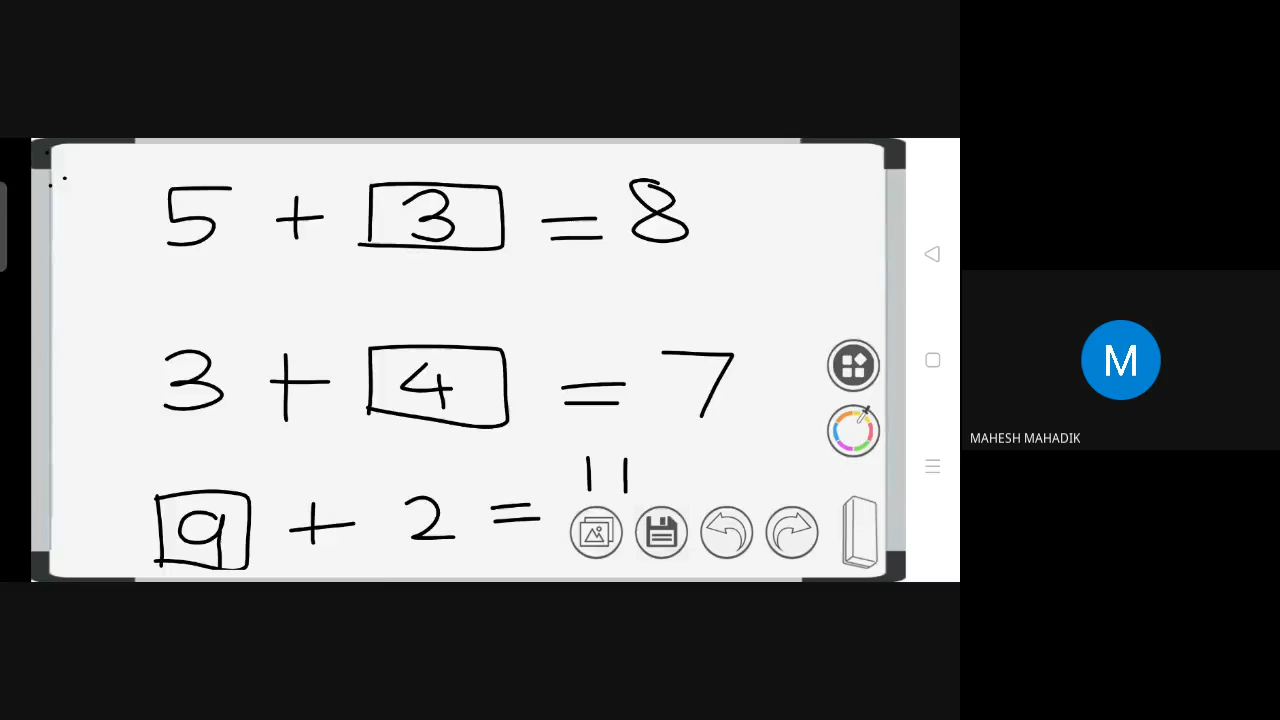 5 + 3 = 8
3 + 4 = 7
9 + 2 = 11
M
MAHESH MAHADIK